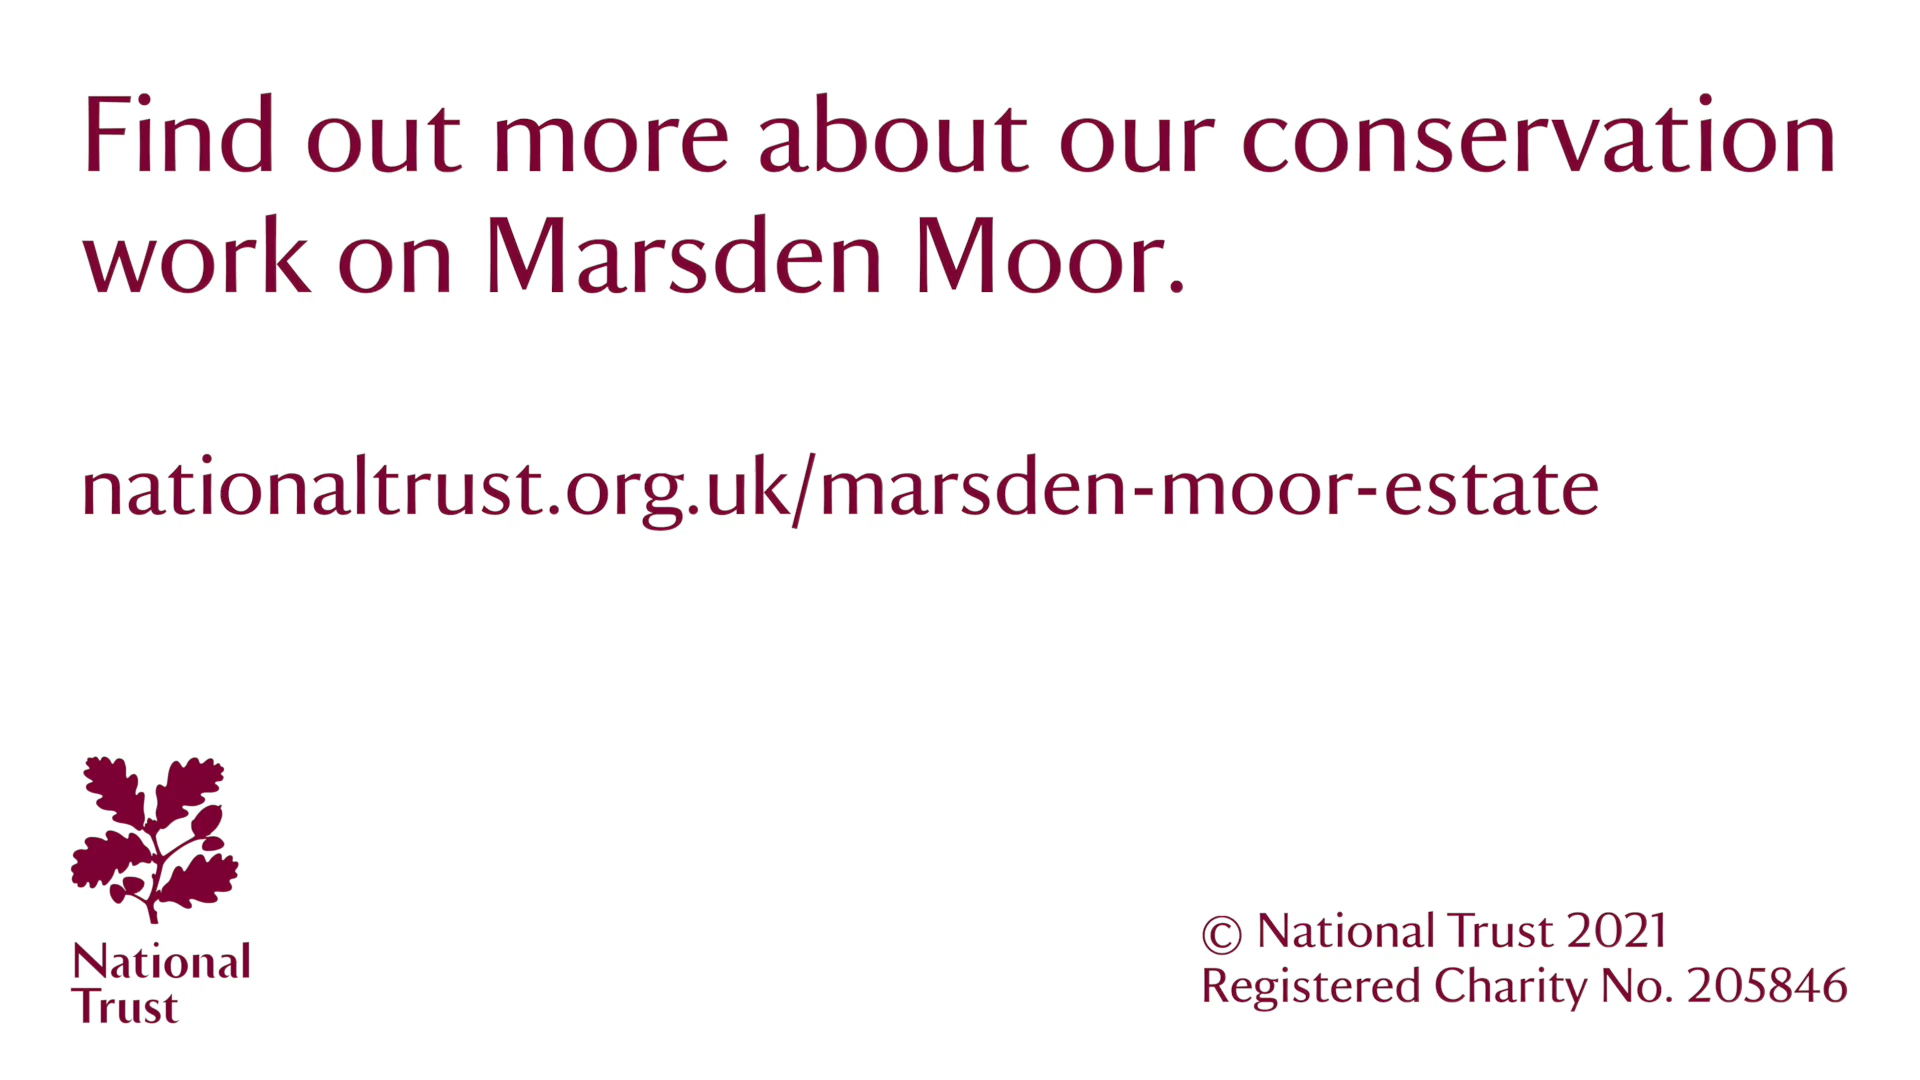 Find out more about our conservation
work on Marsden Moor.
nationaltrust.org.uk/marsden-moor-estate
National
Trust
© National Trust 2021
Registered Charity No. 205846